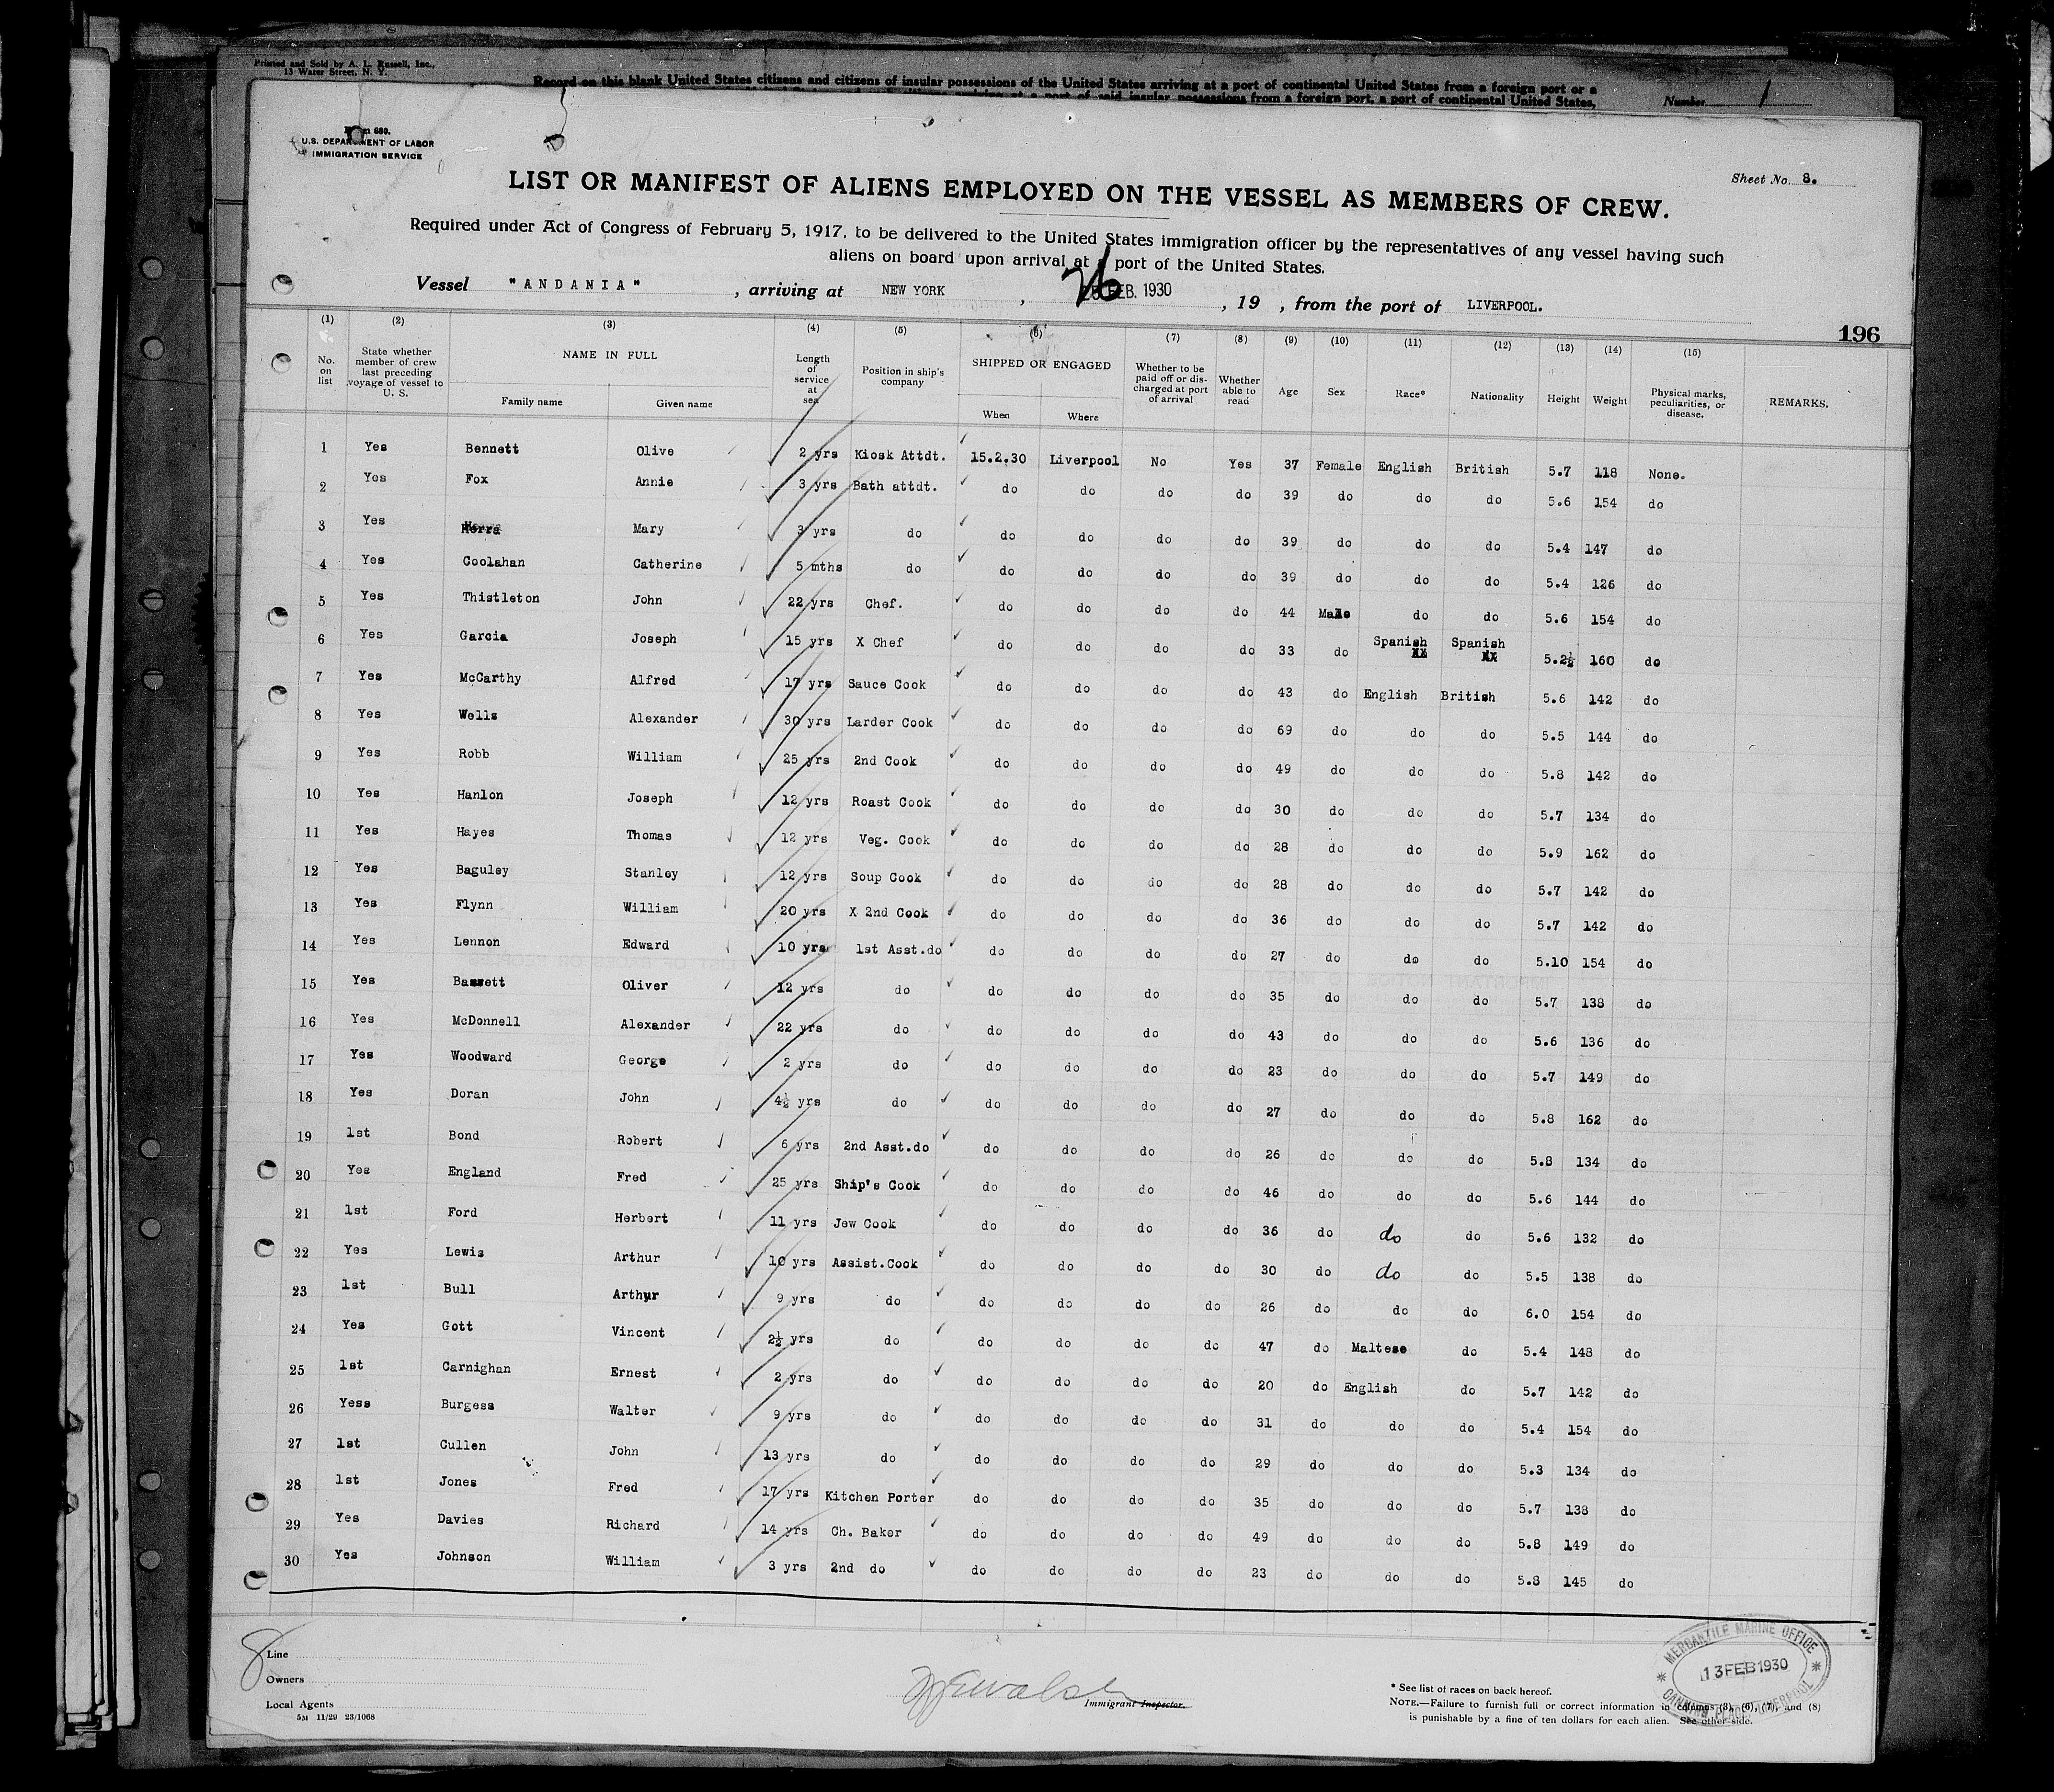 Printed and Sold by A. L. Russell, Inc.,
13 Water Street, N. Y.
Record on this blank United States citizens and citizens of insular possessions of the United States arriving at a port of continental United States from a foreign port or a
arriving at a port of said insular possessions from a foreign port, a port of continental United States,
Number 1
680.
U.S. DEPARTMENT OF LABOR
IMMIGRATION SERVICE
Sheet No. 8.
LIST OR MANIFEST OF ALIENS EMPLOYED ON THE VESSEL AS MEMBERS OF CREW.
Required under Act of Congress of February 5, 1917, to be delivered to the United States immigration officer by the representatives of any vessel having such
aliens on board upon arrival at a port of the United States.
Vessel "ANDANIA", arriving at NEW YORK, 26 FEB. 1930, 19 , from the port of LIVERPOOL.
196
(1) (2) (3) (4) (5) (6) (7) (8) (9) (10) (11) (12) (13) (14) (15)
No. on list State whether member of crew last preceding voyage of vessel to U. S. NAME IN FULL Length of service at sea Position in ship's company SHIPPED OR ENGAGED Whether to be paid off or discharged at port of arrival Whether able to read Age Sex Race* Nationality Height Weight Physical marks, peculiarities, or disease. REMARKS.
Family name Given name When Where
1 Yes Bennett Olive 2 yrs Kiosk Attdt. 15.2.30 Liverpool No Yes 37 Female English British 5.7 118 None.
2 Yes Fox Annie 3 yrs Bath attdt. do do do do 39 do do do 5.6 154 do
3 Yes Mary 3 yrs do do do do do 39 do do do 5.4 147 do
4 Yes Coolahan Catherine 5 mths do do do do do 39 do do do 5.4 126 do
5 Yes Thistleton John 22 yrs Chef. do do do do 44 Male do do 5.6 154 do
6 Yes Garcia Joseph 15 yrs X Chef do do do do 33 do Spanish Spanish 5.2½ 160 do
7 Yes McCarthy Alfred 17 yrs Sauce Cook do do do do 43 do English British 5.6 142 do
8 Yes Wells Alexander 30 yrs Larder Cook do do do do 69 do do do 5.5 144 do
9 Yes Robb William 25 yrs 2nd Cook do do do do 49 do do do 5.8 142 do
10 Yes Hanlon Joseph 12 yrs Roast Cook do do do do 30 do do do 5.7 134 do
11 Yes Hayes Thomas 12 yrs Veg. Cook do do do do 28 do do do 5.9 162 do
12 Yes Baguley Stanley 12 yrs Soup Cook do do do do 28 do do do 5.7 142 do
13 Yes Flynn William 20 yrs X 2nd Cook do do do do 36 do do do 5.7 142 do
14 Yes Lennon Edward 10 yrs 1st Asst.do do do do do 27 do do do 5.10 154 do
15 Yes Bassett Oliver 12 yrs do do do do do 35 do do do 5.7 138 do
16 Yes McDonnell Alexander 22 yrs do do do do do 43 do do do 5.6 136 do
17 Yes Woodward George 2 yrs do do do do do 23 do do do 5.7 149 do
18 Yes Doran John 4½ yrs do do do do do 27 do do do 5.8 162 do
19 1st Bond Robert 6 yrs 2nd Asst.do do do do do 26 do do do 5.8 134 do
20 Yes England Fred 25 yrs Ship's Cook do do do do 46 do do do 5.6 144 do
21 1st Ford Herbert 11 yrs Jew Cook do do do do 36 do do do 5.6 132 do
22 Yes Lewis Arthur 10 yrs Assist.Cook do do do do 30 do do do 5.5 138 do
23 1st Bull Arthur 9 yrs do do do do do 26 do do do 6.0 154 do
24 Yes Gott Vincent 2½ yrs do do do do do 47 do Maltese do 5.4 148 do
25 1st Carnighan Ernest 2 yrs do do do do do 20 do English do 5.7 142 do
26 Yess Burgess Walter 9 yrs do do do do do 31 do do do 5.4 154 do
27 1st Cullen John 13 yrs do do do do do 29 do do do 5.3 134 do
28 1st Jones Fred 17 yrs Kitchen Porter do do do do 35 do do do 5.7 138 do
29 Yes Davies Richard 14 yrs Ch. Baker do do do do 49 do do do 5.8 149 do
30 Yes Johnson William 3 yrs 2nd do do do do do 23 do do do 5.8 145 do
8
Line
Owners
Local Agents
5M 11/29 23/1068
Immigrant Inspector.
* See list of races on back hereof.
NOTE.—Failure to furnish full or correct information in columns (3), (6), (7), and (8)
is punishable by a fine of ten dollars for each alien. See other side.
MERCANTILE MARINE OFFICE
13 FEB 1930
CANNING PLACE LIVERPOOL